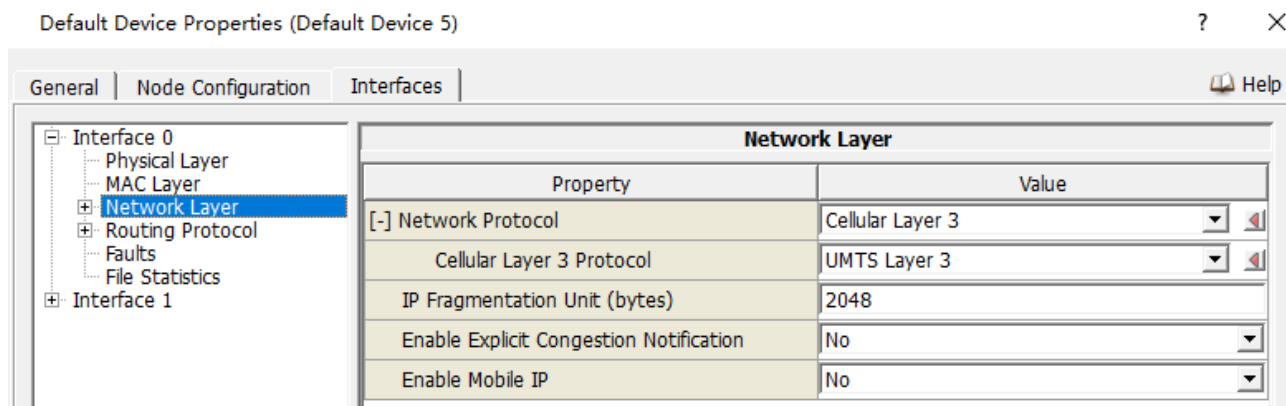 Default Device Properties (Default Device 5) ? ×
General Node Configuration Interfaces Help
Interface 0
Physical Layer
MAC Layer
Network Layer
Routing Protocol
Faults
File Statistics
Interface 1
Network Layer
Property Value
[-] Network Protocol Cellular Layer 3
Cellular Layer 3 Protocol UMTS Layer 3
IP Fragmentation Unit (bytes) 2048
Enable Explicit Congestion Notification No
Enable Mobile IP No